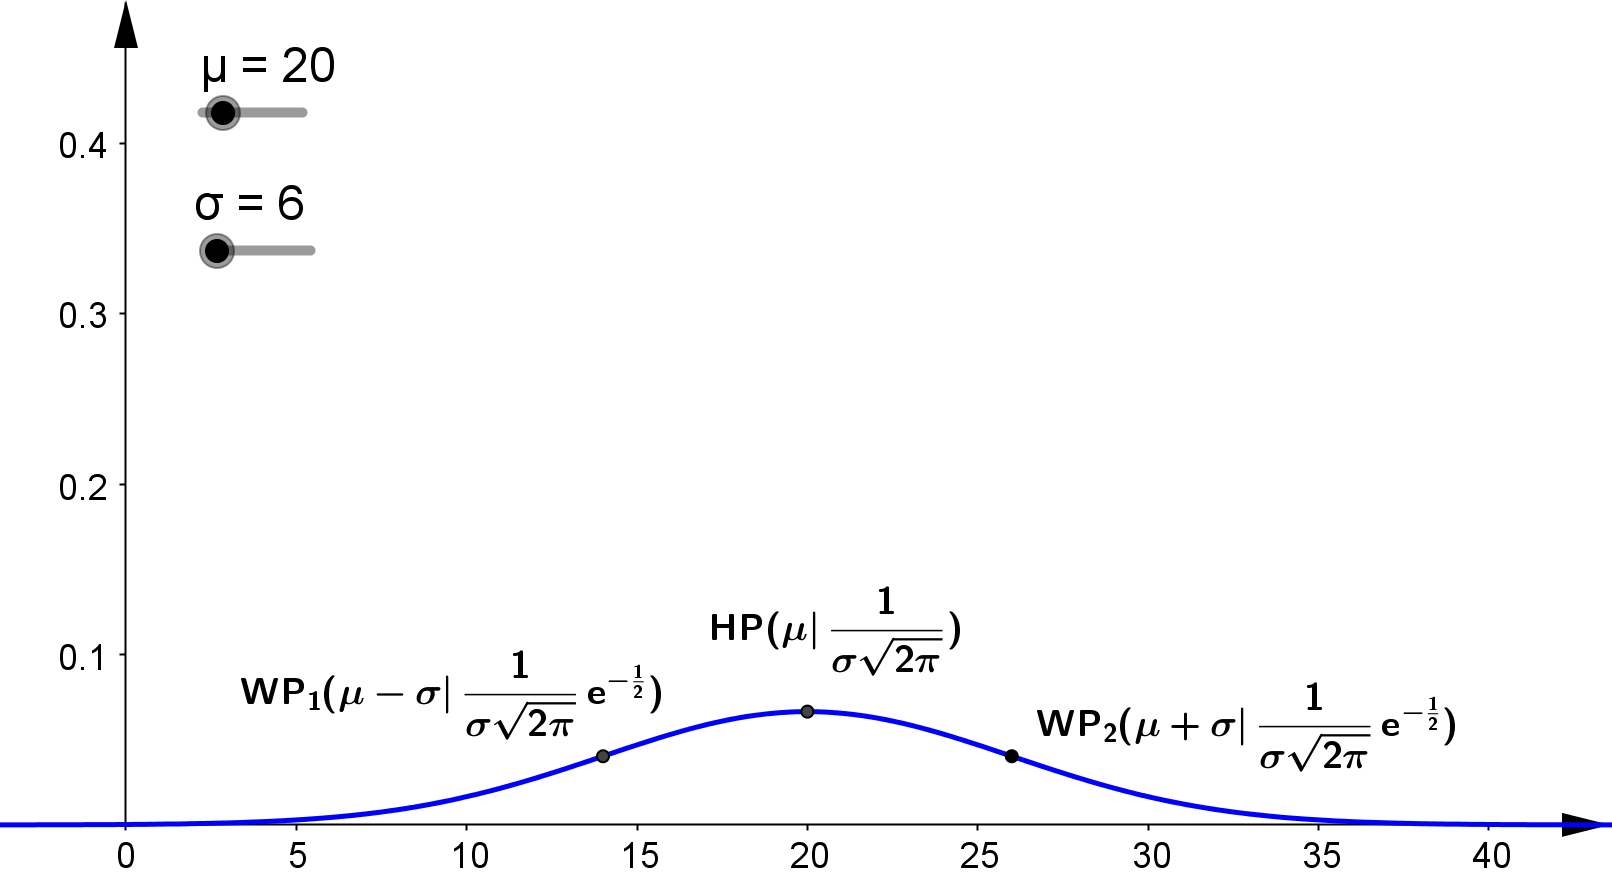 μ = 20
0.4
σ = 6
0.3
0.2
HP(μ| 1/(σ√2π))
0.1
WP₁(μ − σ| 1/(σ√2π) e^(−1/2))
WP₂(μ + σ| 1/(σ√2π) e^(−1/2))
0 5 10 15 20 25 30 35 40